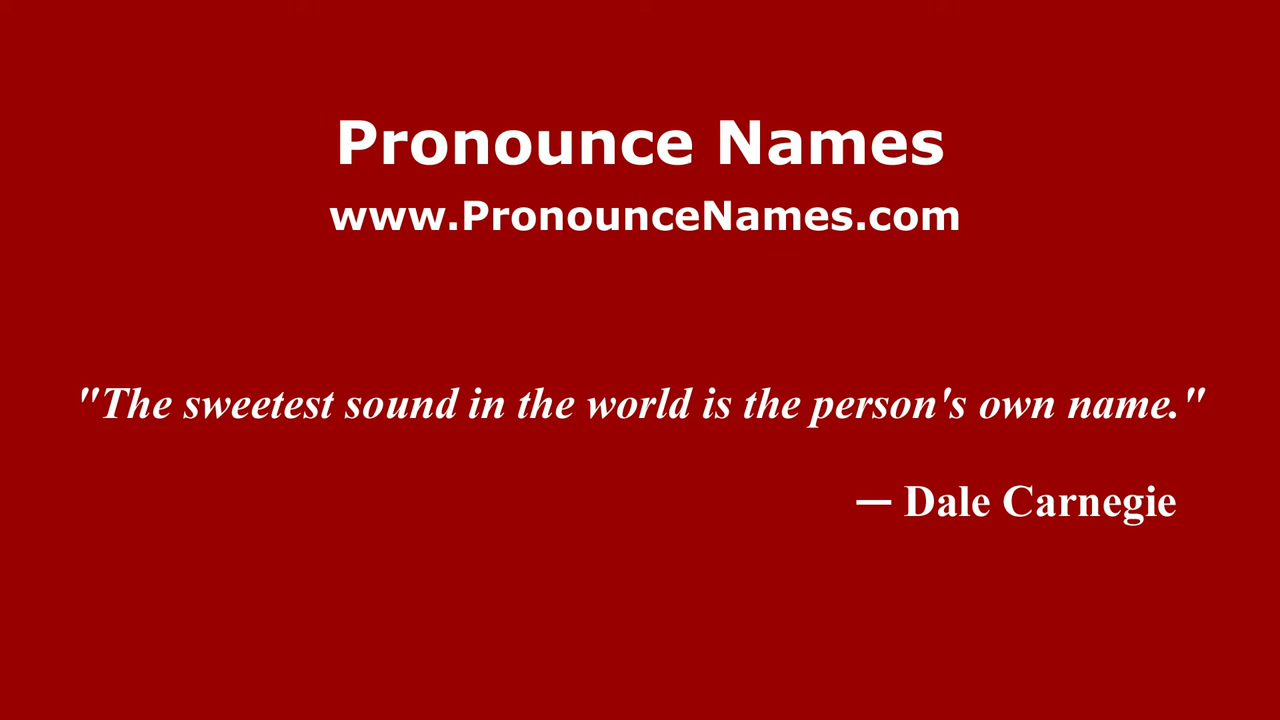 Pronounce Names
www.PronounceNames.com
"The sweetest sound in the world is the person's own name."
— Dale Carnegie